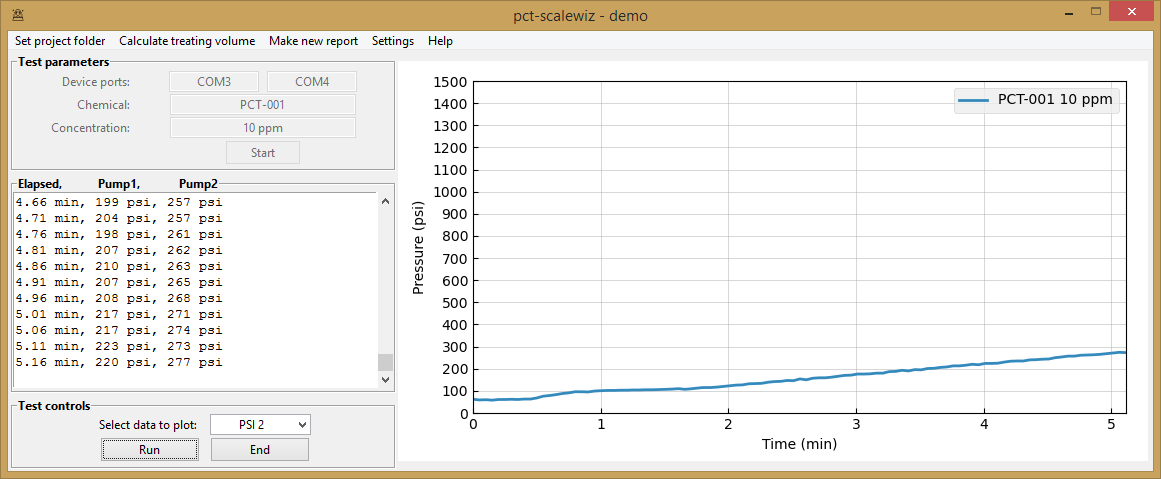 pct-scalewiz - demo
Set project folder Calculate treating volume Make new report Settings Help
Test parameters
Device ports: COM3 COM4
Chemical: PCT-001
Concentration: 10 ppm
Start
Elapsed, Pump1, Pump2
4.66 min, 199 psi, 257 psi
4.71 min, 204 psi, 257 psi
4.76 min, 198 psi, 261 psi
4.81 min, 207 psi, 262 psi
4.86 min, 210 psi, 263 psi
4.91 min, 207 psi, 265 psi
4.96 min, 208 psi, 268 psi
5.01 min, 217 psi, 271 psi
5.06 min, 217 psi, 274 psi
5.11 min, 223 psi, 273 psi
5.16 min, 220 psi, 277 psi
Test controls
Select data to plot: PSI 2
Run End
PCT-001 10 ppm
Pressure (psi)
1500
1400
1300
1200
1100
1000
900
800
700
600
500
400
300
200
100
0
0 1 2 3 4 5
Time (min)